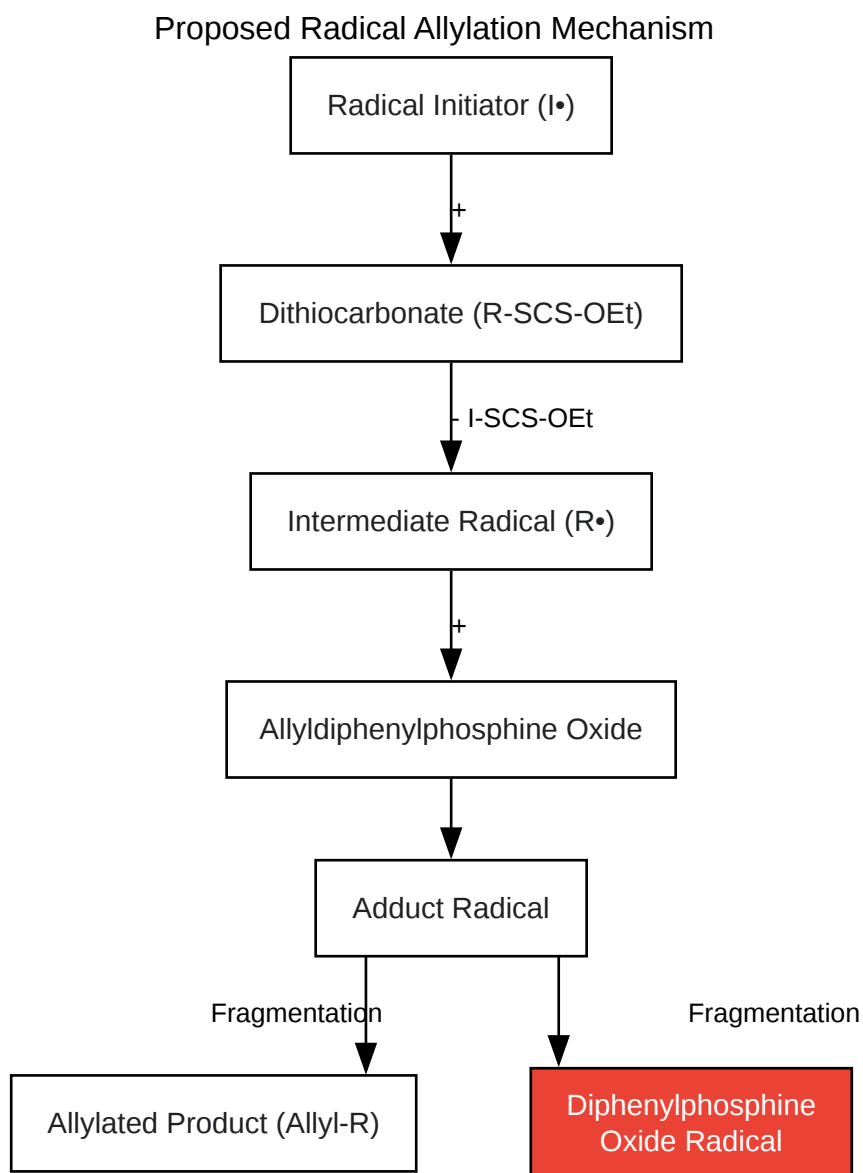 Proposed Radical Allylation Mechanism
Radical Initiator (I•)
+
Dithiocarbonate (R-SCS-OEt)
- I-SCS-OEt
Intermediate Radical (R•)
+
Allyldiphenylphosphine Oxide
Adduct Radical
Fragmentation
Fragmentation
Allylated Product (Allyl-R)
Diphenylphosphine
Oxide Radical